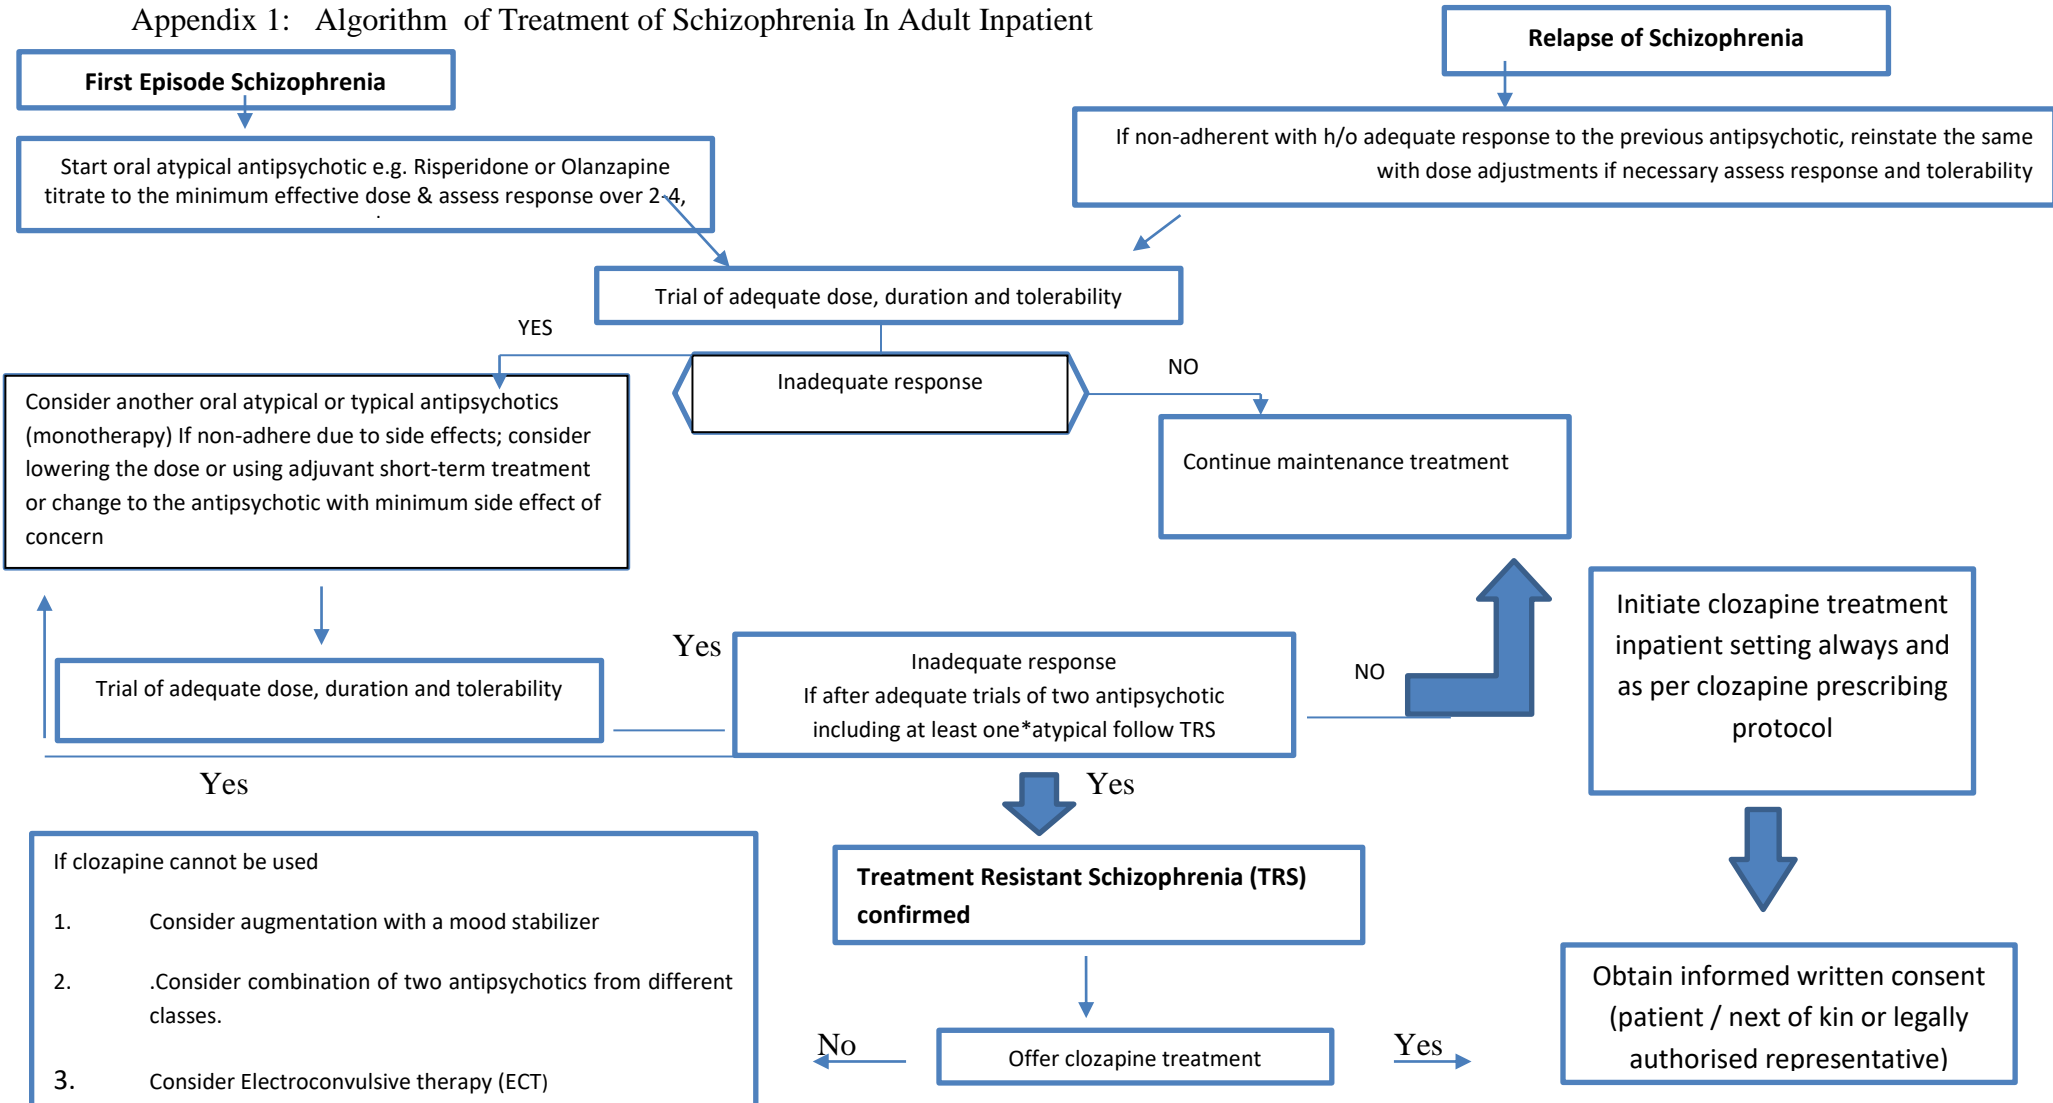 Appendix 1: Algorithm of Treatment of Schizophrenia In Adult Inpatient
Relapse of Schizophrenia
First Episode Schizophrenia
If non-adherent with h/o adequate response to the previous antipsychotic, reinstate the same
with dose adjustments if necessary assess response and tolerability
Start oral atypical antipsychotic e.g. Risperidone or Olanzapine
titrate to the minimum effective dose & assess response over 2-4,
Trial of adequate dose, duration and tolerability
YES
Inadequate response
NO
Consider another oral atypical or typical antipsychotics
(monotherapy) If non-adhere due to side effects; consider
lowering the dose or using adjuvant short-term treatment
or change to the antipsychotic with minimum side effect of
concern
Continue maintenance treatment
Trial of adequate dose, duration and tolerability
Yes
Inadequate response
If after adequate trials of two antipsychotic
including at least one*atypical follow TRS
NO
Initiate clozapine treatment
inpatient setting always and
as per clozapine prescribing
protocol
Yes
Yes
If clozapine cannot be used
1. Consider augmentation with a mood stabilizer
2. .Consider combination of two antipsychotics from different
classes.
3. Consider Electroconvulsive therapy (ECT)
Treatment Resistant Schizophrenia (TRS)
confirmed
No
Offer clozapine treatment
Yes
Obtain informed written consent
(patient / next of kin or legally
authorised representative)